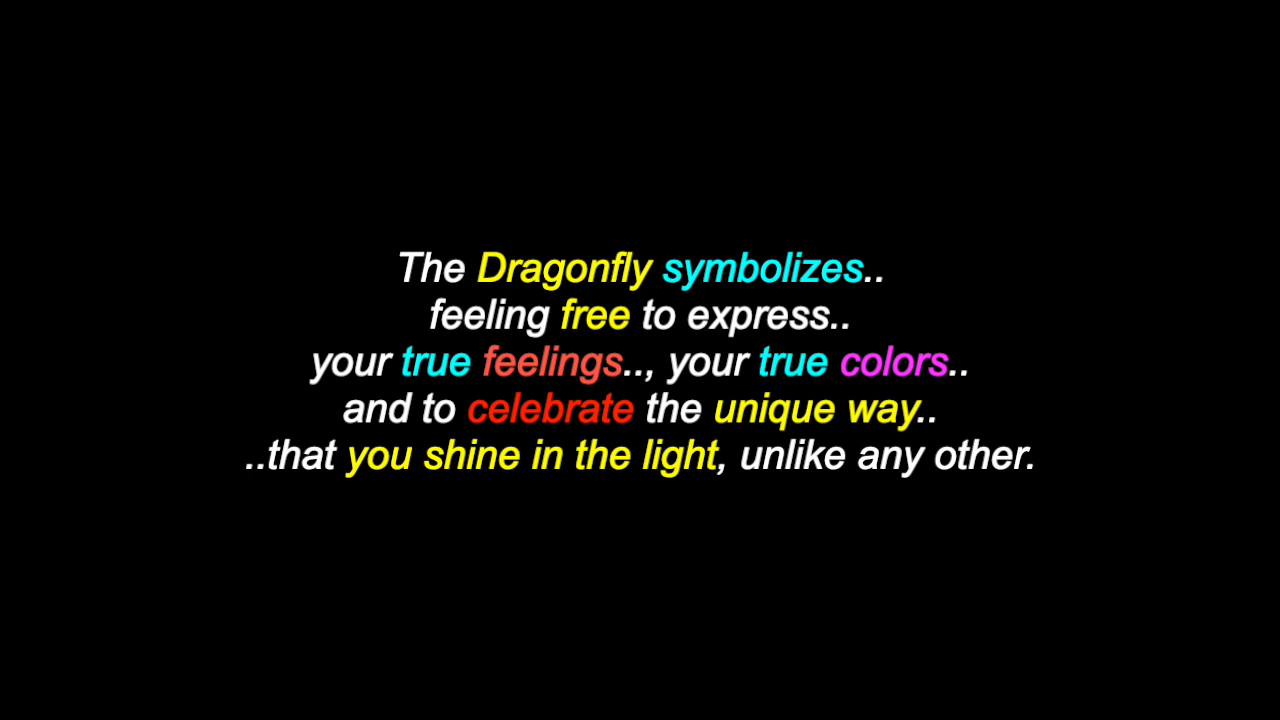 The Dragonfly symbolizes..
feeling free to express..
your true feelings.., your true colors..
and to celebrate the unique way..
..that you shine in the light, unlike any other.